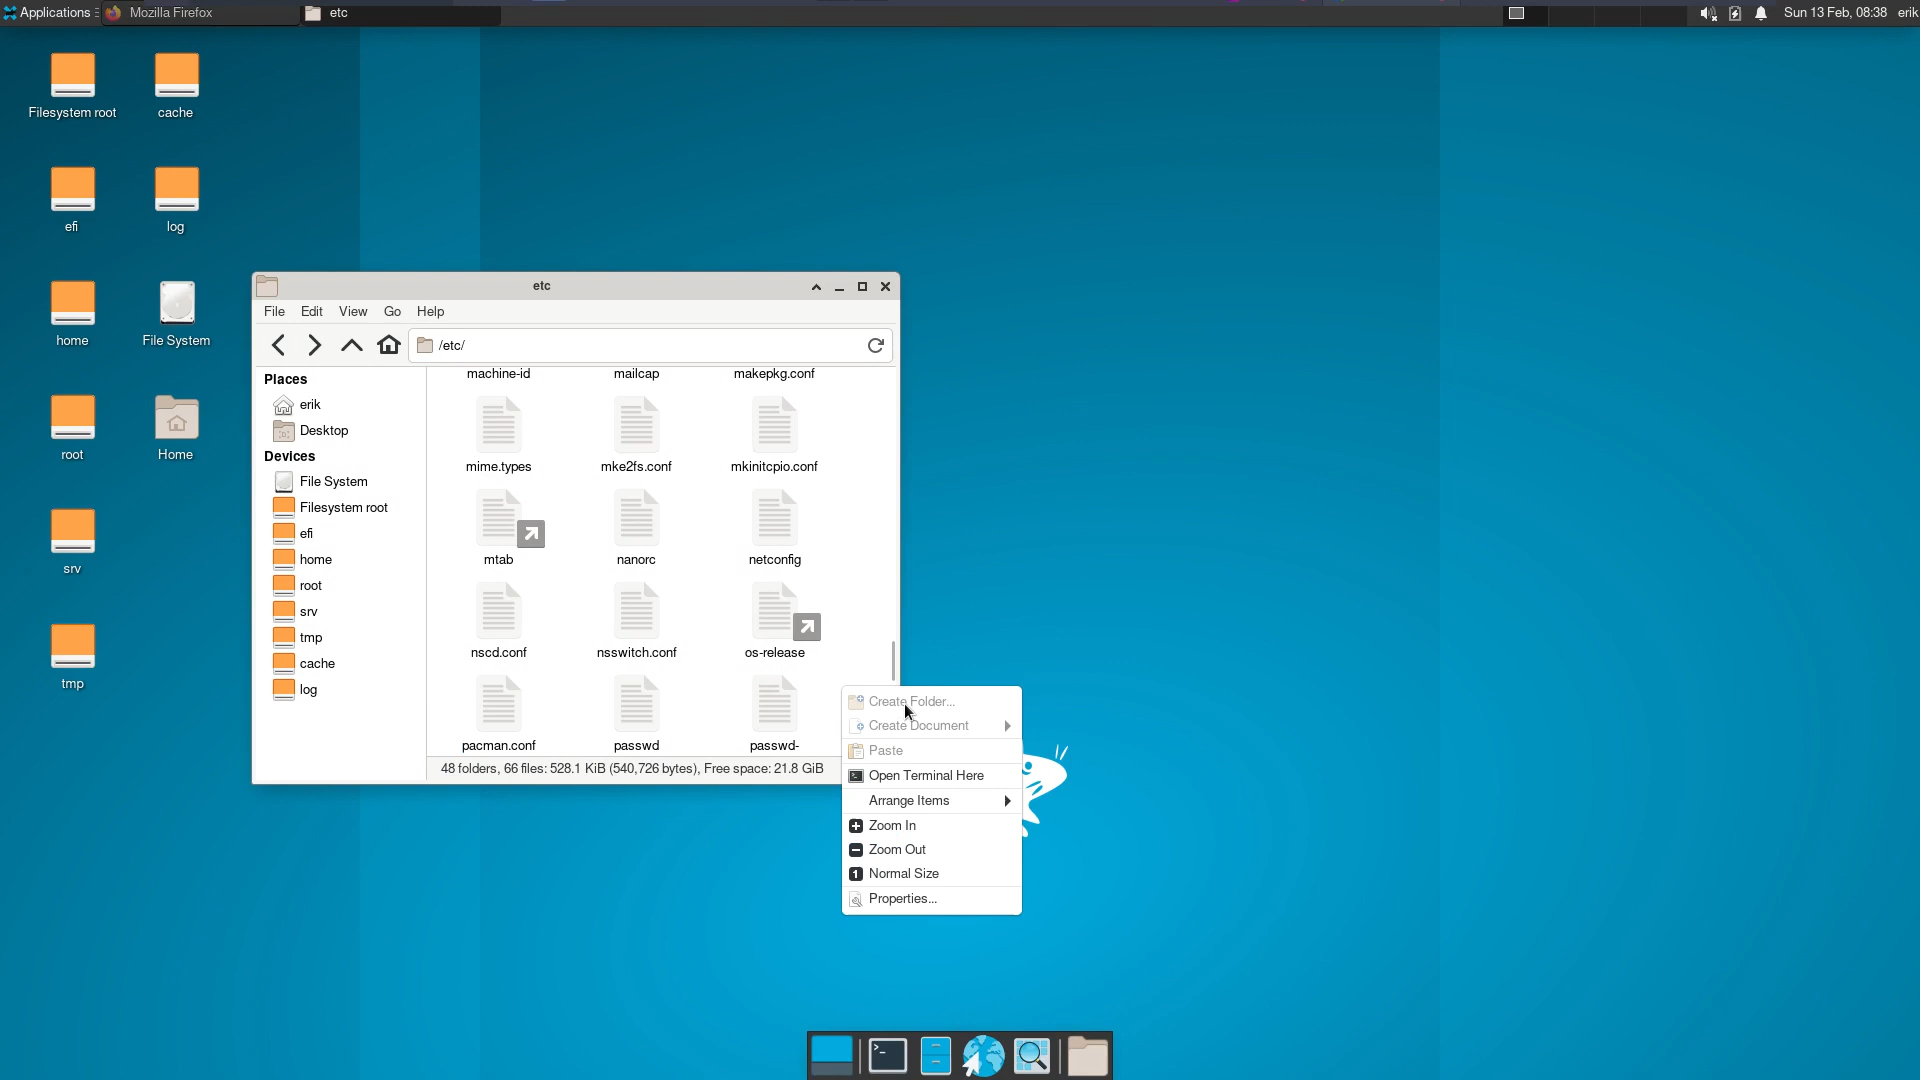 Applications
Mozilla Firefox
etc
Sun 13 Feb, 08:38
erik
Filesystem root
cache
efi
log
home
File System
root
Home
srv
tmp
etc
File Edit View Go Help
/etc/
Places
erik
Desktop
Devices
File System
Filesystem root
efi
home
root
srv
tmp
cache
log
machine-id mailcap makepkg.conf
mime.types mke2fs.conf mkinitcpio.conf
mtab nanorc netconfig
nscd.conf nsswitch.conf os-release
pacman.conf passwd passwd-
48 folders, 66 files: 528.1 KiB (540,726 bytes), Free space: 21.8 GiB
Create Folder...
Create Document
Paste
Open Terminal Here
Arrange Items
Zoom In
Zoom Out
Normal Size
Properties...